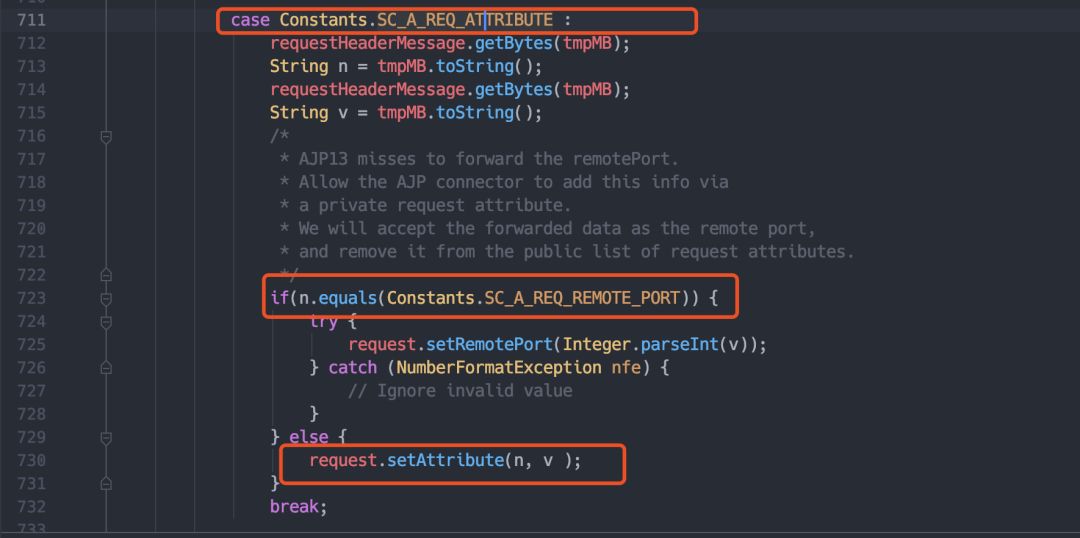 711 case Constants.SC_A_REQ_ATTRIBUTE :
712 requestHeaderMessage.getBytes(tmpMB);
713 String n = tmpMB.toString();
714 requestHeaderMessage.getBytes(tmpMB);
715 String v = tmpMB.toString();
716 /*
717 * AJP13 misses to forward the remotePort.
718 * Allow the AJP connector to add this info via
719 * a private request attribute.
720 * We will accept the forwarded data as the remote port,
721 * and remove it from the public list of request attributes.
722 */
723 if(n.equals(Constants.SC_A_REQ_REMOTE_PORT)) {
724 try {
725 request.setRemotePort(Integer.parseInt(v));
726 } catch (NumberFormatException nfe) {
727 // Ignore invalid value
728 }
729 } else {
730 request.setAttribute(n, v );
731 }
732 break;
733